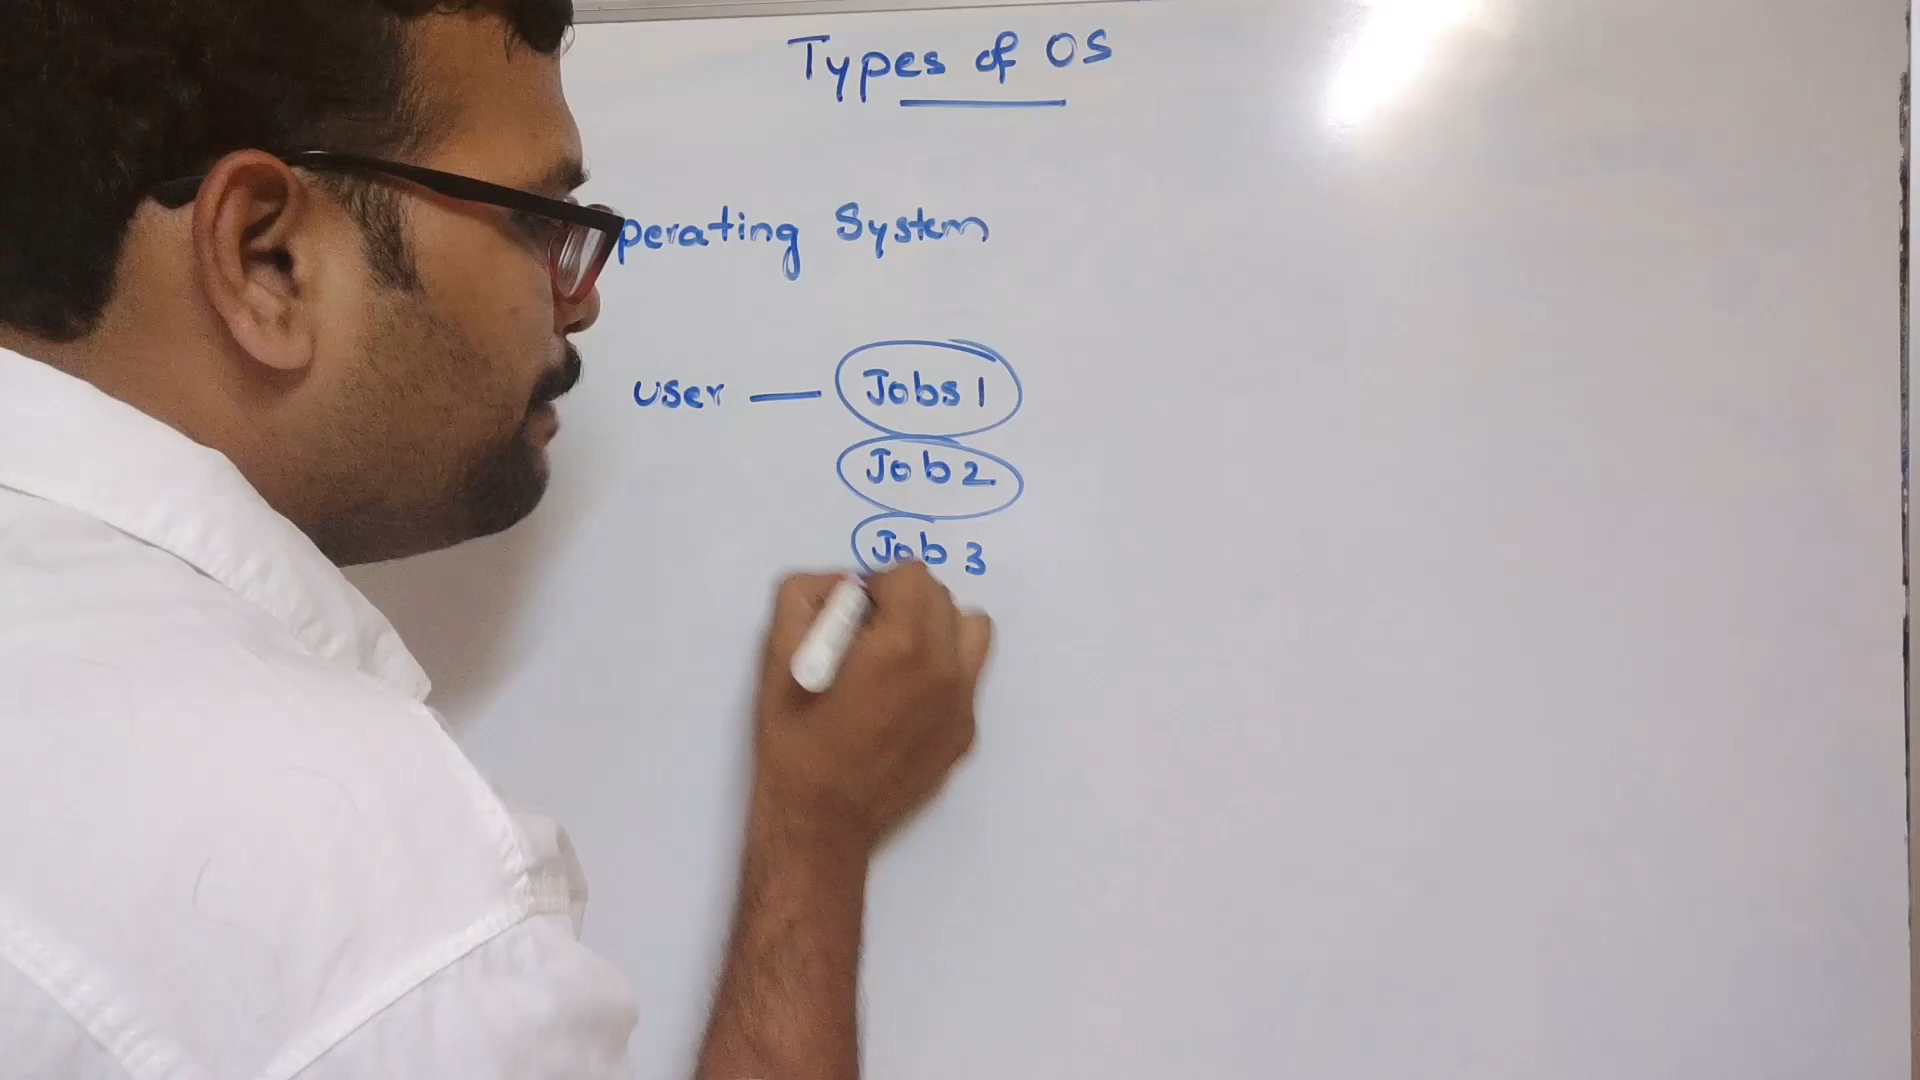 Types of OS
perating System
user — Jobs 1
Job 2
Job 3